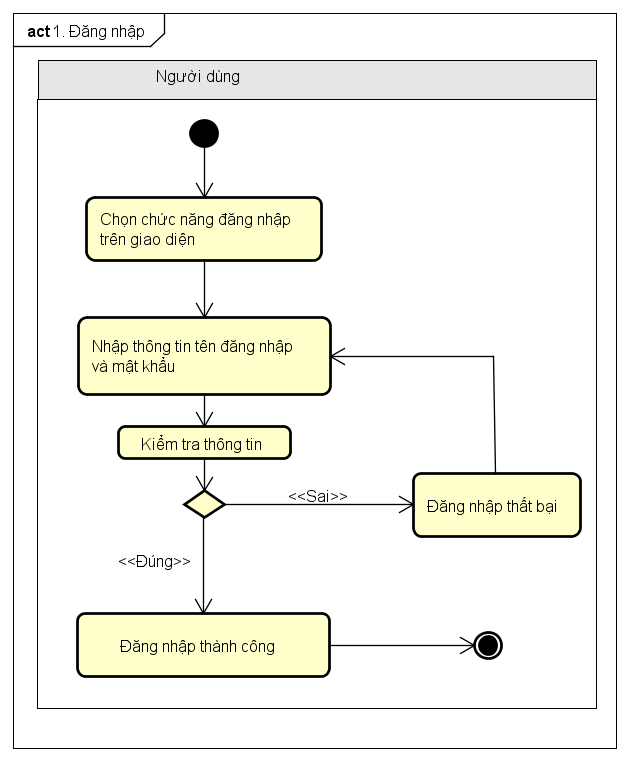 act 1. Đăng nhập
Người dùng
Chọn chức năng đăng nhập
trên giao diện
Nhập thông tin tên đăng nhập
và mật khẩu
Kiểm tra thông tin
<<Sai>>
Đăng nhập thất bại
<<Đúng>>
Đăng nhập thành công